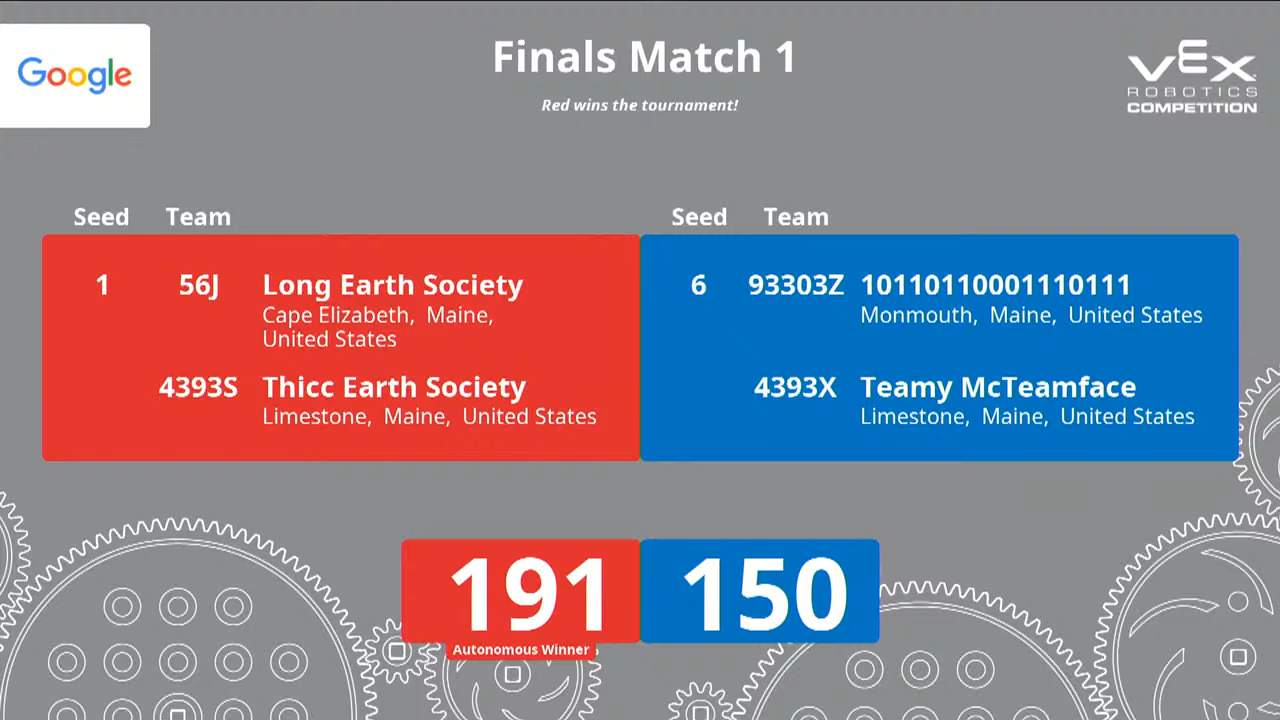 Google
Finals Match 1
Red wins the tournament!
VEX
ROBOTICS
COMPETITION
Seed Team
1 56J Long Earth Society
Cape Elizabeth, Maine,
United States
4393S Thicc Earth Society
Limestone, Maine, United States
Seed Team
6 93303Z 10110110001110111
Monmouth, Maine, United States
4393X Teamy McTeamface
Limestone, Maine, United States
191 150
Autonomous Winner